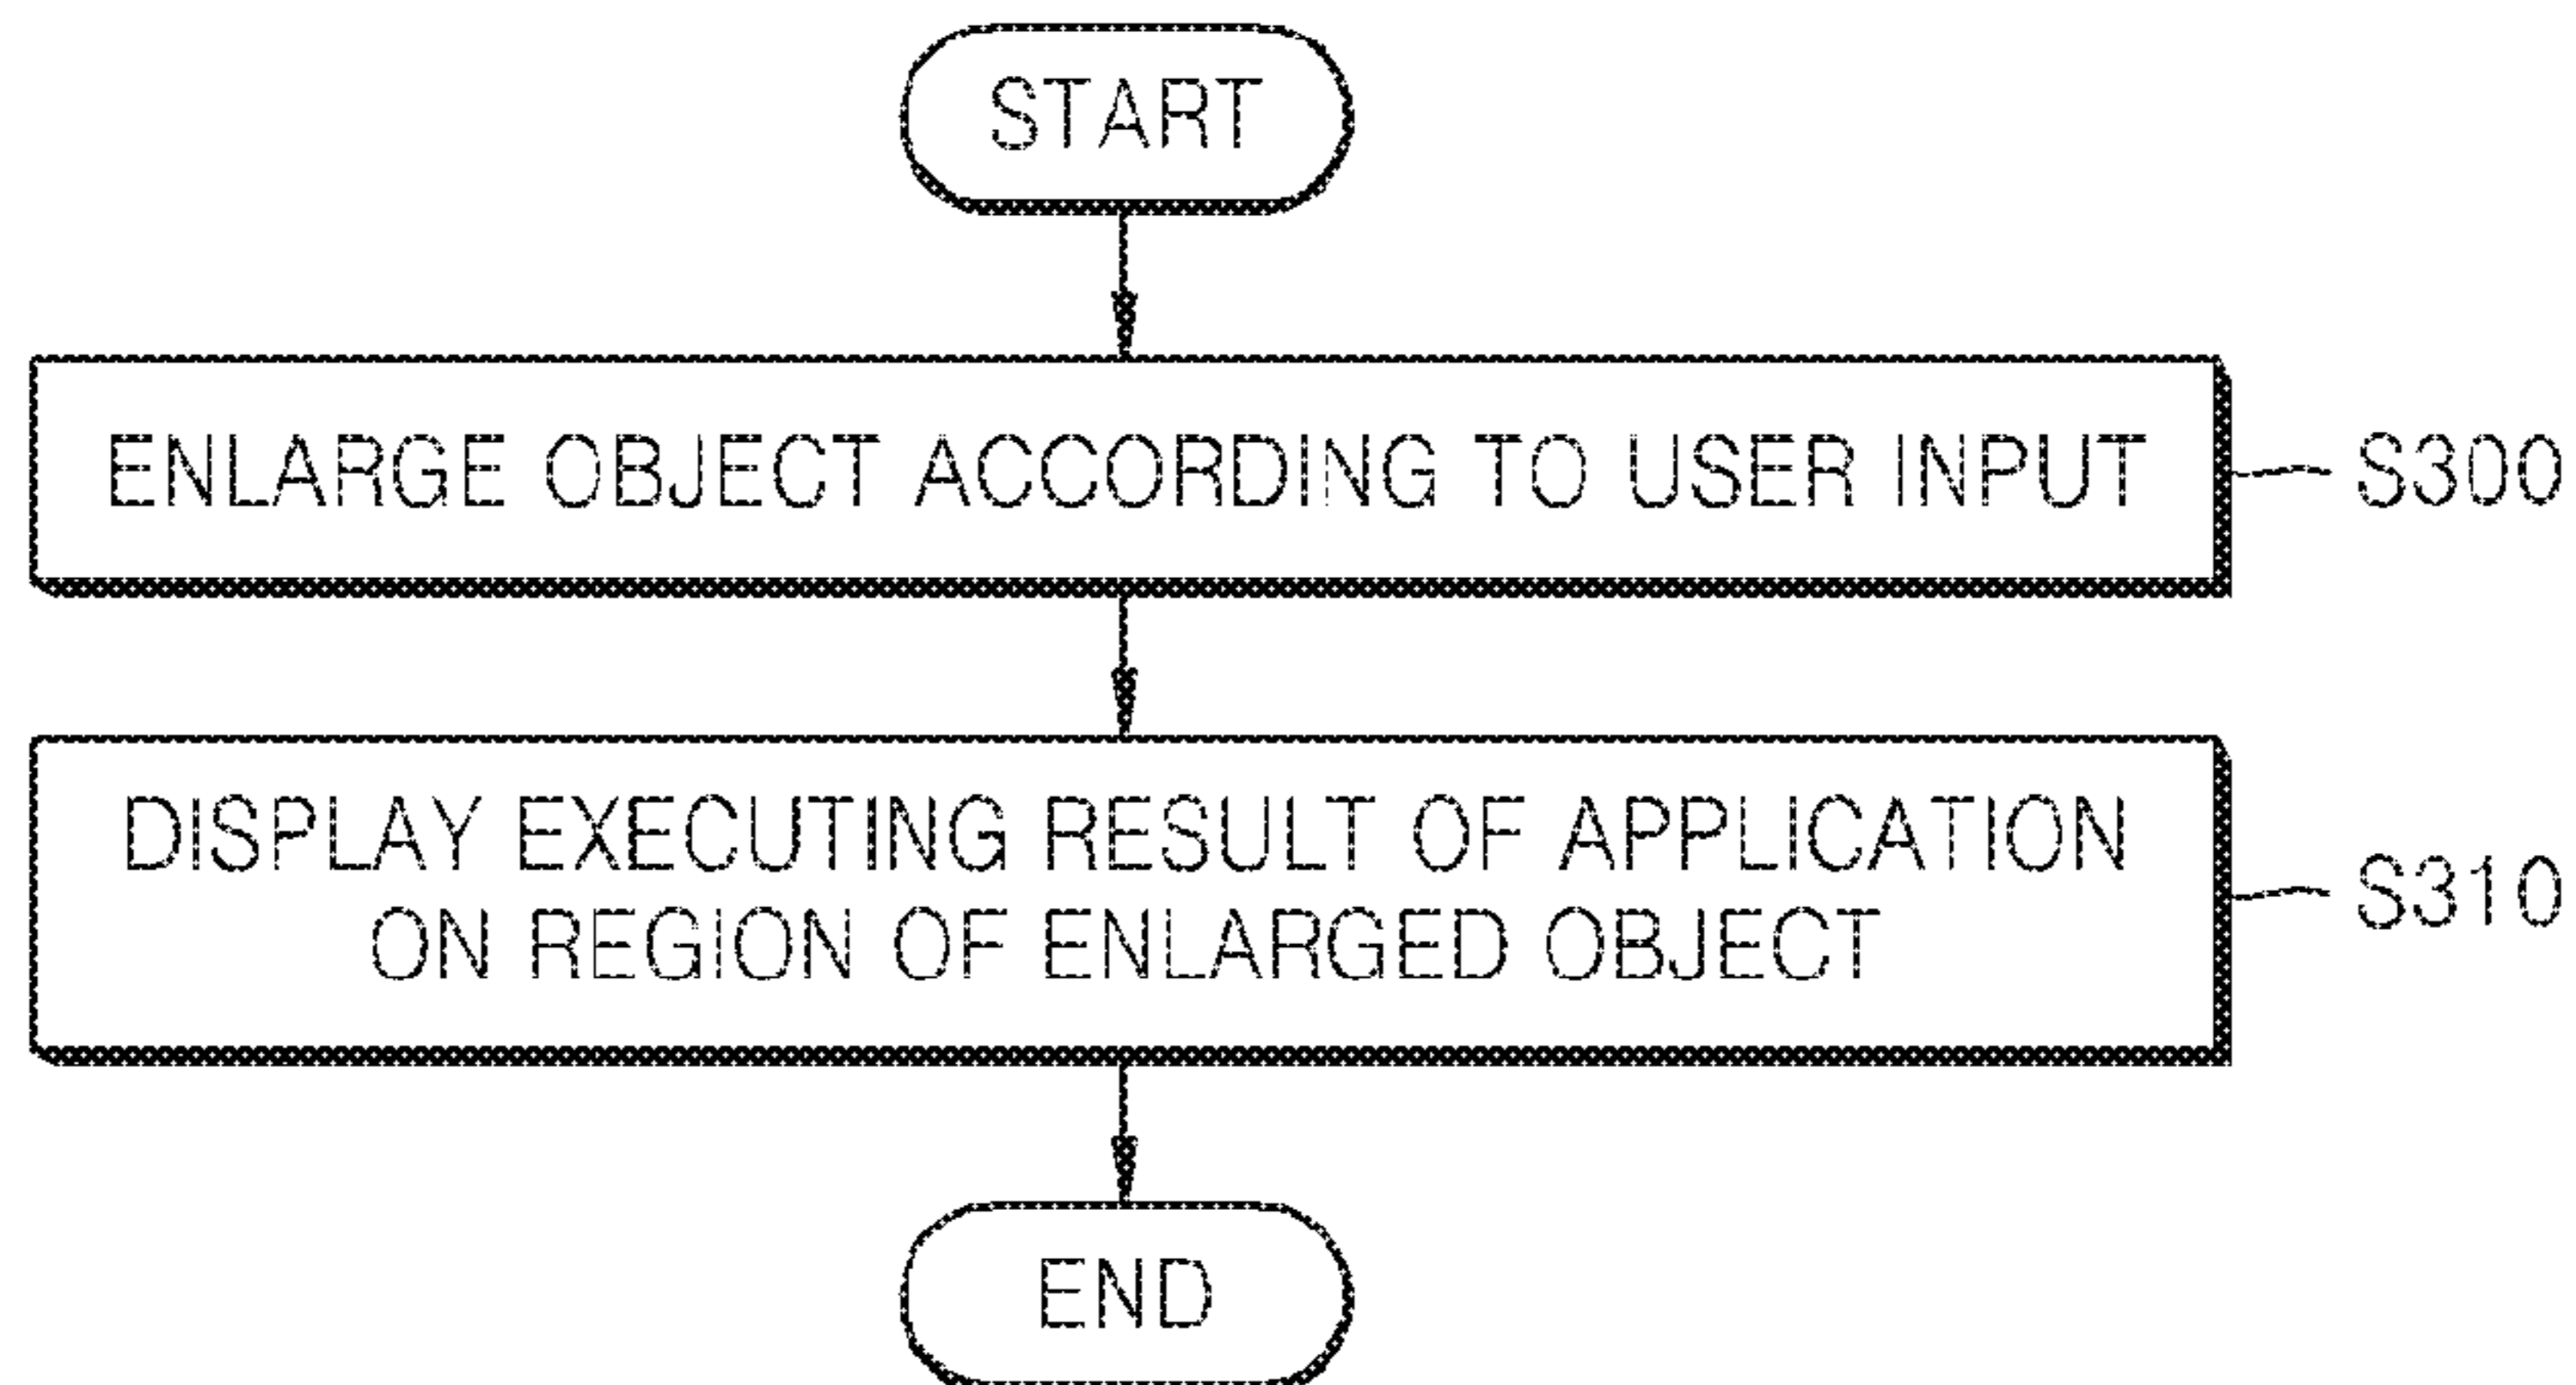 START
ENLARGE OBJECT ACCORDING TO USER INPUT
S300
DISPLAY EXECUTING RESULT OF APPLICATION
ON REGION OF ENLARGED OBJECT
S310
END